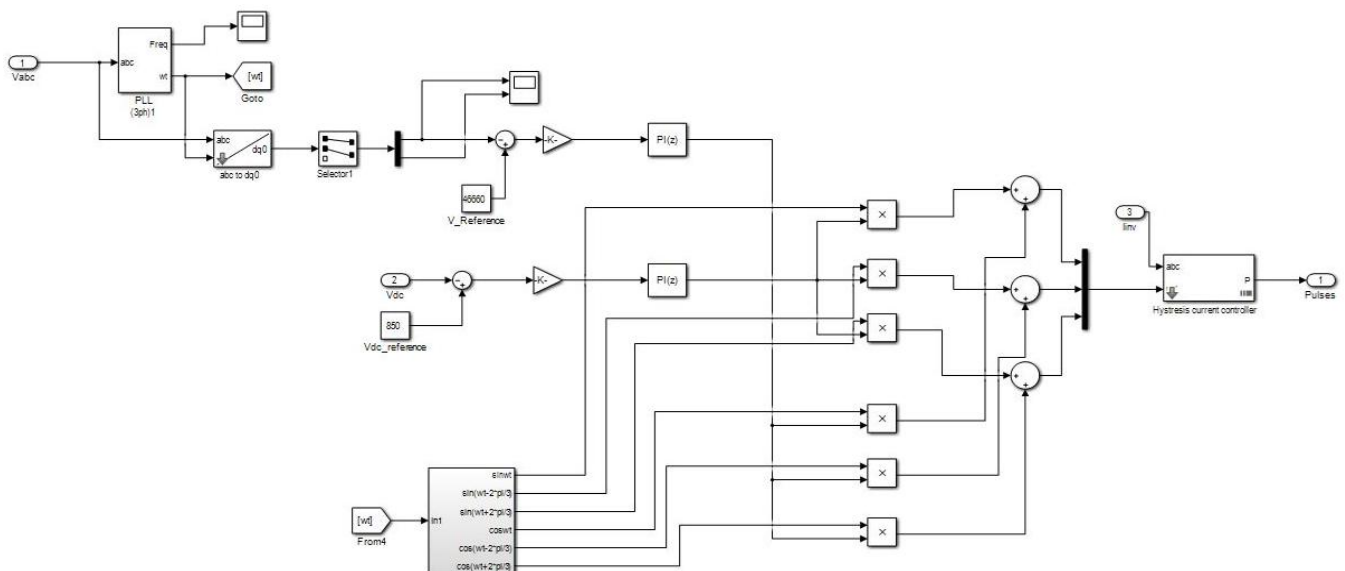 Freq
1
abc
Vabc
wt
[wt]
PLL
(3ph)1
Goto
abc
dq0
abc to dq0
Selector1
-K-
PI(z)
46660
V_Reference
2
Vdc
-K-
PI(z)
850
Vdc_reference
×
×
×
×
×
×
3
Iinv
abc
P
1
Pulses
Hystresis current controller
[wt]
From4
In1
sinwt
sin(wt-2*pi/3)
sin(wt+2*pi/3)
coswt
cos(wt-2*pi/3)
cos(wt+2*pi/3)